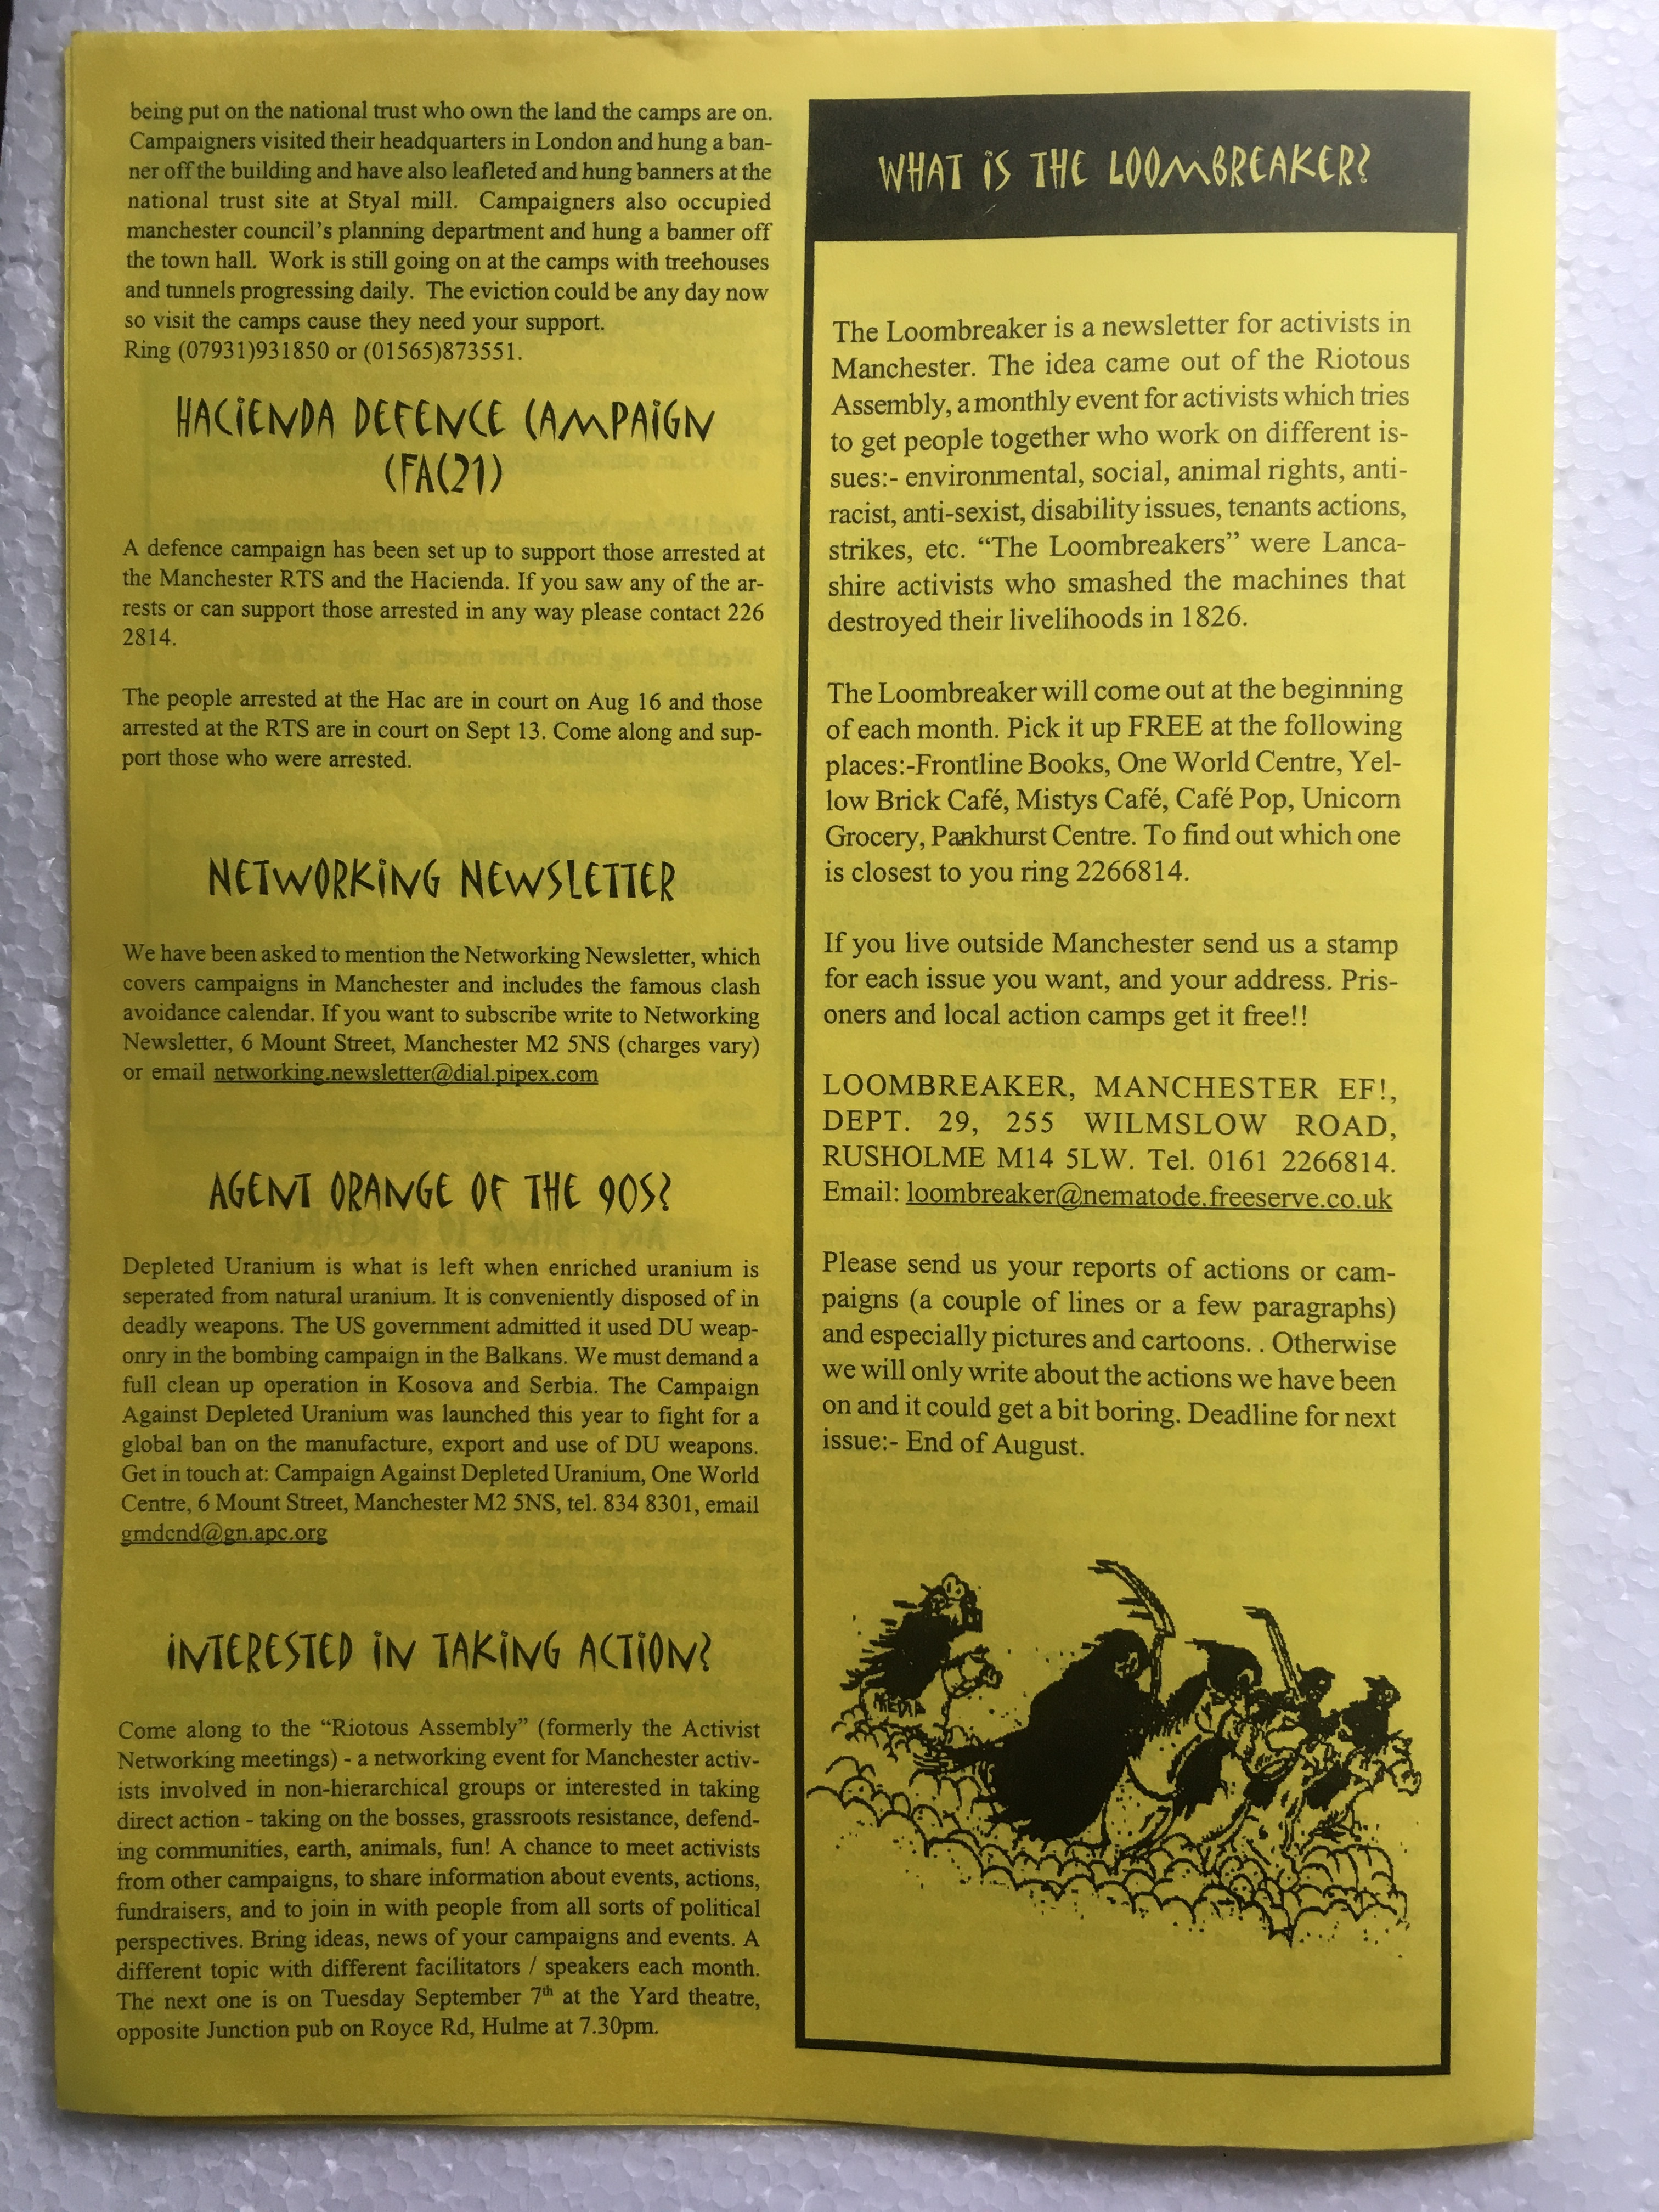 being put on the national trust who own the land the camps are on.
Campaigners visited their headquarters in London and hung a ban-
ner off the building and have also leafleted and hung banners at the
national trust site at Styal mill. Campaigners also occupied
manchester council's planning department and hung a banner off
the town hall. Work is still going on at the camps with treehouses
and tunnels progressing daily. The eviction could be any day now
so visit the camps cause they need your support.
Ring (07931)931850 or (01565)873551.
HACIENDA DEFENCE CAMPAIGN
(FAC21)
A defence campaign has been set up to support those arrested at
the Manchester RTS and the Hacienda. If you saw any of the ar-
rests or can support those arrested in any way please contact 226
2814.
The people arrested at the Hac are in court on Aug 16 and those
arrested at the RTS are in court on Sept 13. Come along and sup-
port those who were arrested.
NETWORKING NEWSLETTER
We have been asked to mention the Networking Newsletter, which
covers campaigns in Manchester and includes the famous clash
avoidance calendar. If you want to subscribe write to Networking
Newsletter, 6 Mount Street, Manchester M2 5NS (charges vary)
or email networking.newsletter@dial.pipex.com
AGENT ORANGE OF THE 90S?
Depleted Uranium is what is left when enriched uranium is
seperated from natural uranium. It is conveniently disposed of in
deadly weapons. The US government admitted it used DU weap-
onry in the bombing campaign in the Balkans. We must demand a
full clean up operation in Kosova and Serbia. The Campaign
Against Depleted Uranium was launched this year to fight for a
global ban on the manufacture, export and use of DU weapons.
Get in touch at: Campaign Against Depleted Uranium, One World
Centre, 6 Mount Street, Manchester M2 5NS, tel. 834 8301, email
gmdcnd@gn.apc.org
INTERESTED IN TAKING ACTION?
Come along to the “Riotous Assembly” (formerly the Activist
Networking meetings) - a networking event for Manchester activ-
ists involved in non-hierarchical groups or interested in taking
direct action - taking on the bosses, grassroots resistance, defend-
ing communities, earth, animals, fun! A chance to meet activists
from other campaigns, to share information about events, actions,
fundraisers, and to join in with people from all sorts of political
perspectives. Bring ideas, news of your campaigns and events. A
different topic with different facilitators / speakers each month.
The next one is on Tuesday September 7th at the Yard theatre,
opposite Junction pub on Royce Rd, Hulme at 7.30pm.
WHAT IS THE LOOMBREAKER?
The Loombreaker is a newsletter for activists in
Manchester. The idea came out of the Riotous
Assembly, a monthly event for activists which tries
to get people together who work on different is-
sues:- environmental, social, animal rights, anti-
racist, anti-sexist, disability issues, tenants actions,
strikes, etc. “The Loombreakers” were Lanca-
shire activists who smashed the machines that
destroyed their livelihoods in 1826.
The Loombreaker will come out at the beginning
of each month. Pick it up FREE at the following
places:-Frontline Books, One World Centre, Yel-
low Brick Café, Mistys Café, Café Pop, Unicorn
Grocery, Pankhurst Centre. To find out which one
is closest to you ring 2266814.
If you live outside Manchester send us a stamp
for each issue you want, and your address. Pris-
oners and local action camps get it free!!
LOOMBREAKER, MANCHESTER EF!,
DEPT. 29, 255 WILMSLOW ROAD,
RUSHOLME M14 5LW. Tel. 0161 2266814.
Email: loombreaker@nematode.freeserve.co.uk
Please send us your reports of actions or cam-
paigns (a couple of lines or a few paragraphs)
and especially pictures and cartoons. . Otherwise
we will only write about the actions we have been
on and it could get a bit boring. Deadline for next
issue:- End of August.
MEDIA